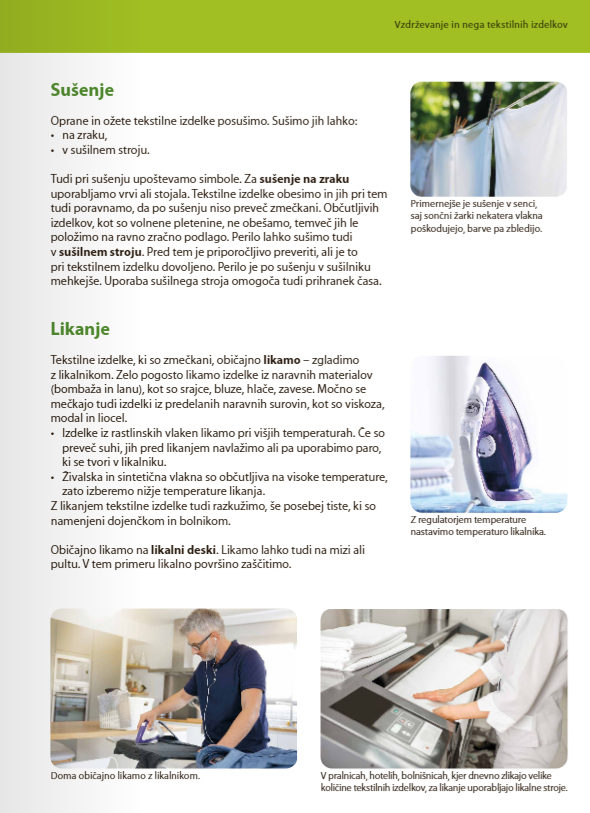 Vzdrževanje in nega tekstilnih izdelkov
Sušenje
Oprane in ožete tekstilne izdelke posušimo. Sušimo jih lahko:
• na zraku,
• v sušilnem stroju.
Tudi pri sušenju upoštevamo simbole. Za sušenje na zraku
uporabljamo vrvi ali stojala. Tekstilne izdelke obesimo in jih pri tem
tudi poravnamo, da po sušenju niso preveč zmečkani. Občutljivih
izdelkov, kot so volnene pletenine, ne obešamo, temveč jih le
položimo na ravno zračno podlago. Perilo lahko sušimo tudi
v sušilnem stroju. Pred tem je priporočljivo preveriti, ali je to
pri tekstilnem izdelku dovoljeno. Perilo je po sušenju v sušilniku
mehkejše. Uporaba sušilnega stroja omogoča tudi prihranek časa.
Primernejše je sušenje v senci,
saj sončni žarki nekatera vlakna
poškodujejo, barve pa zbledijo.
Likanje
Tekstilne izdelke, ki so zmečkani, običajno likamo – zgladimo
z likalnikom. Zelo pogosto likamo izdelke iz naravnih materialov
(bombaža in lanu), kot so srajce, bluze, hlače, zavese. Močno se
mečkajo tudi izdelki iz predelanih naravnih surovin, kot so viskoza,
modal in liocel.
• Izdelke iz rastlinskih vlaken likamo pri višjih temperaturah. Če so
preveč suhi, jih pred likanjem navlažimo ali pa uporabimo paro,
ki se tvori v likalniku.
• Živalska in sintetična vlakna so občutljiva na visoke temperature,
zato izberemo nižje temperature likanja.
Z likanjem tekstilne izdelke tudi razkužimo, še posebej tiste, ki so
namenjeni dojenčkom in bolnikom.
Običajno likamo na likalni deski. Likamo lahko tudi na mizi ali
pultu. V tem primeru likalno površino zaščitimo.
Z regulatorjem temperature
nastavimo temperaturo likalnika.
Doma običajno likamo z likalnikom.
V pralnicah, hotelih, bolnišnicah, kjer dnevno zlikajo velike
količine tekstilnih izdelkov, za likanje uporabljajo likalne stroje.